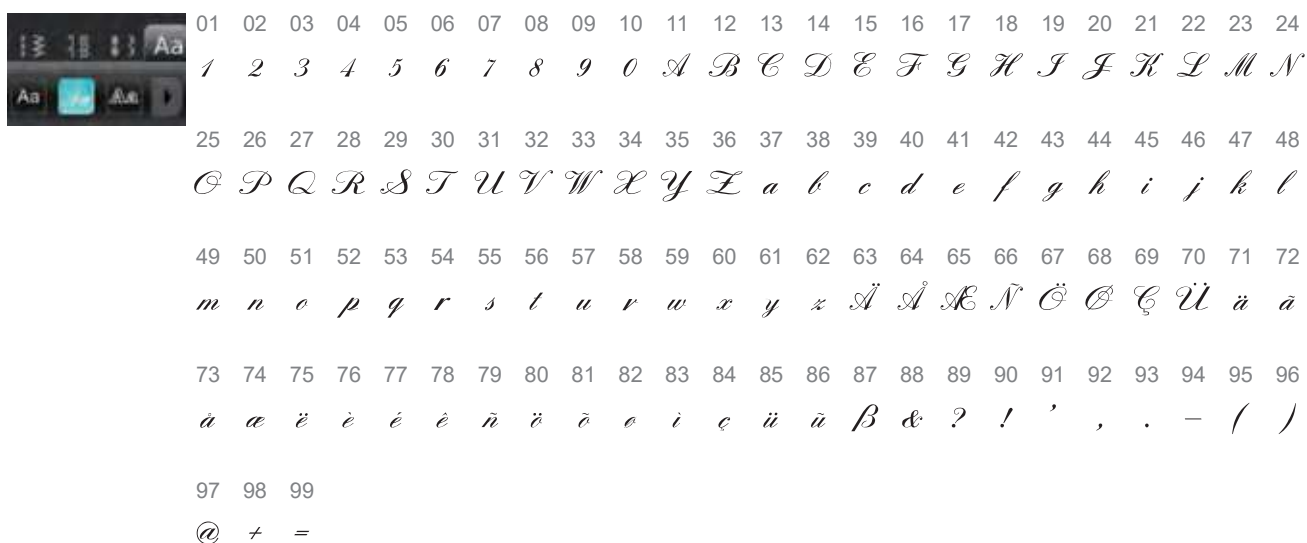 Aa
Aa Aa Aa
01 02 03 04 05 06 07 08 09 10 11 12 13 14 15 16 17 18 19 20 21 22 23 24
1 2 3 4 5 6 7 8 9 0 A B C D E F G H I J K L M N
25 26 27 28 29 30 31 32 33 34 35 36 37 38 39 40 41 42 43 44 45 46 47 48
O P Q R S T U V W X Y Z a b c d e f g h i j k l
49 50 51 52 53 54 55 56 57 58 59 60 61 62 63 64 65 66 67 68 69 70 71 72
m n o p q r s t u v w x y z Ä Å Æ Ñ Ö Ø Ç Ü ä ã
73 74 75 76 77 78 79 80 81 82 83 84 85 86 87 88 89 90 91 92 93 94 95 96
å æ ë è é ê ñ ö õ ø ì ç ü ũ ß & ? ! ’ , . – ( )
97 98 99
@ + =